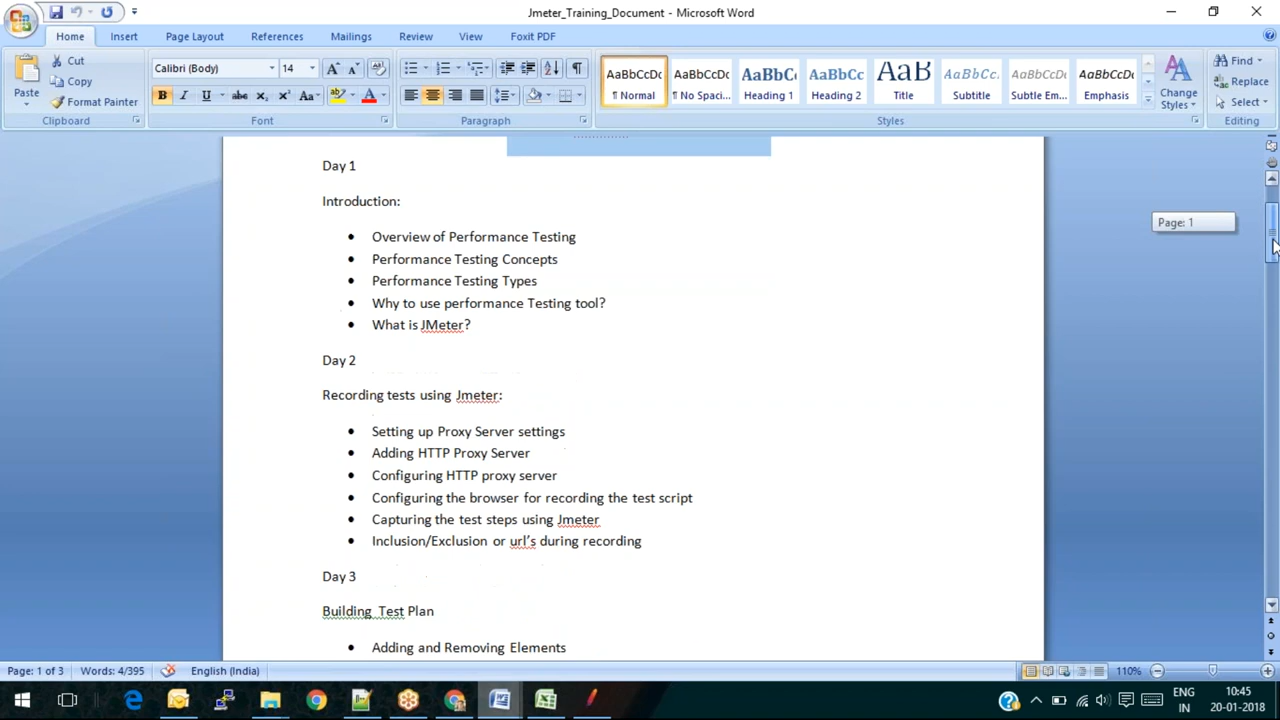 Jmeter_Training_Document - Microsoft Word
Home Insert Page Layout References Mailings Review View Foxit PDF
Paste
Cut
Copy
Format Painter
Clipboard
Calibri (Body) 14
Font
Paragraph
AaBbCcDc AaBbCcDc AaBbCc AaBbCc AaB AaBbCc. AaBbCcDc AaBbCcDc
¶ Normal ¶ No Spaci... Heading 1 Heading 2 Title Subtitle Subtle Em... Emphasis
Change Styles
Styles
Find
Replace
Select
Editing
Day 1
Introduction:
• Overview of Performance Testing
• Performance Testing Concepts
• Performance Testing Types
• Why to use performance Testing tool?
• What is JMeter?
Day 2
Recording tests using Jmeter:
• Setting up Proxy Server settings
• Adding HTTP Proxy Server
• Configuring HTTP proxy server
• Configuring the browser for recording the test script
• Capturing the test steps using Jmeter
• Inclusion/Exclusion or url's during recording
Day 3
Building Test Plan
• Adding and Removing Elements
Page: 1
Page: 1 of 3 Words: 4/395 English (India) 110%
ENG
IN
10:45
20-01-2018